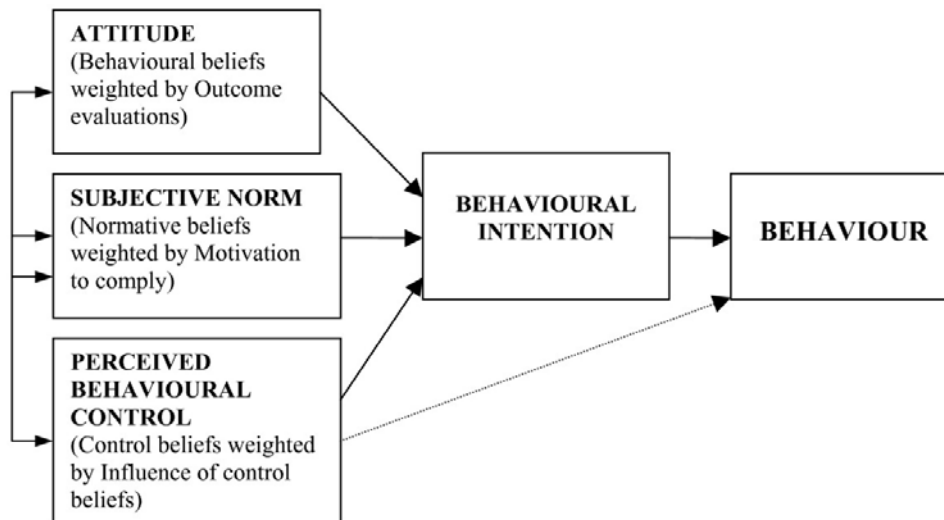 ATTITUDE
(Behavioural beliefs
weighted by Outcome
evaluations)
SUBJECTIVE NORM
(Normative beliefs
weighted by Motivation
to comply)
PERCEIVED
BEHAVIOURAL
CONTROL
(Control beliefs weighted
by Influence of control
beliefs)
BEHAVIOURAL
INTENTION
BEHAVIOUR